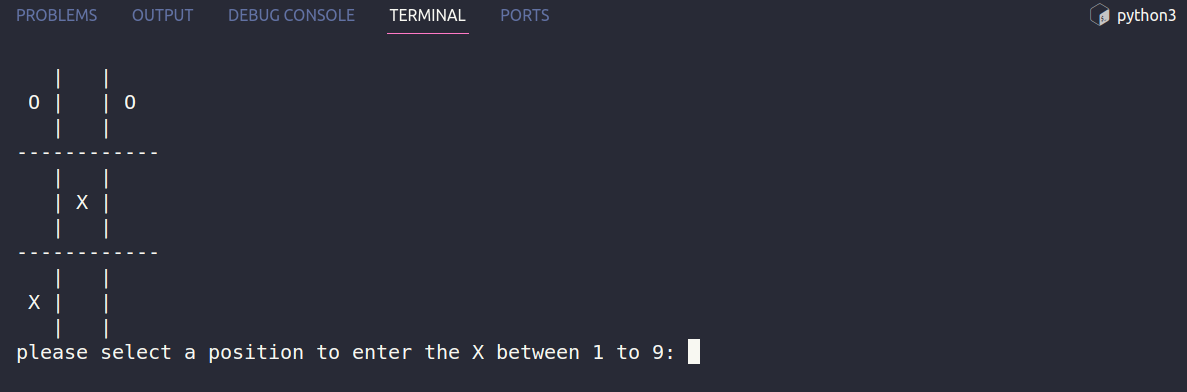 PROBLEMS OUTPUT DEBUG CONSOLE TERMINAL PORTS python3
   |   |
 O |   | O
   |   |
------------
   |   |
   | X |
   |   |
------------
   |   |
 X |   |
   |   |
please select a position to enter the X between 1 to 9: